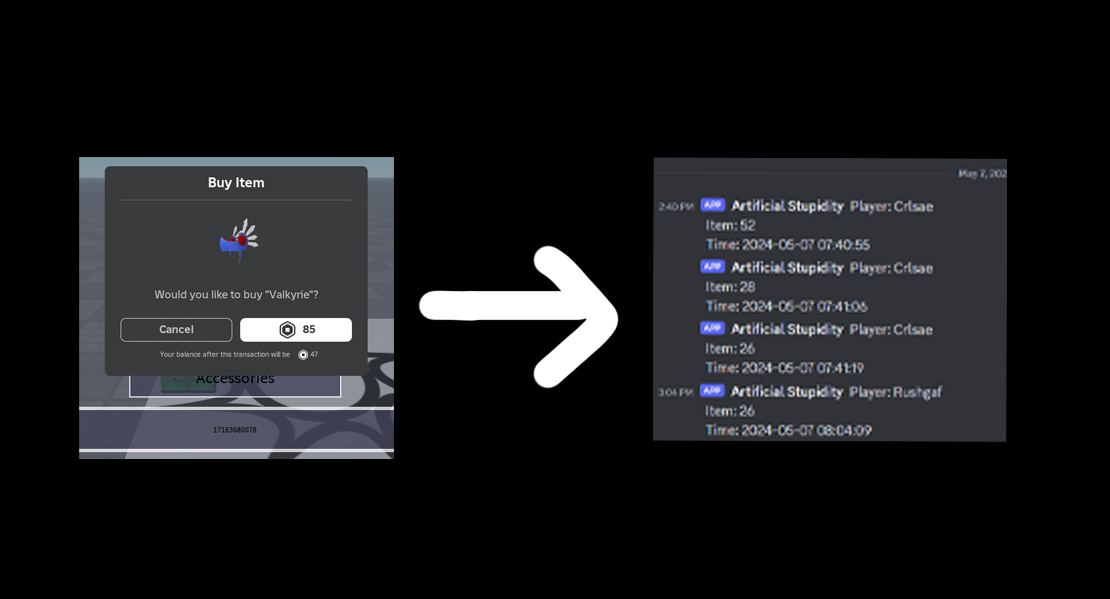 Buy Item
Would you like to buy "Valkyrie"?
Cancel
85
Your balance after this transaction will be 47
Accessories
17163680078
May 7, 202
2:40 PM APP Artificial Stupidity Player: Crlsae
Item: 52
Time: 2024-05-07 07:40:55
APP Artificial Stupidity Player: Crlsae
Item: 28
Time: 2024-05-07 07:41:06
APP Artificial Stupidity Player: Crlsae
Item: 26
Time: 2024-05-07 07:41:19
3:04 PM APP Artificial Stupidity Player: Rushgaf
Item: 26
Time: 2024-05-07 08:04:09